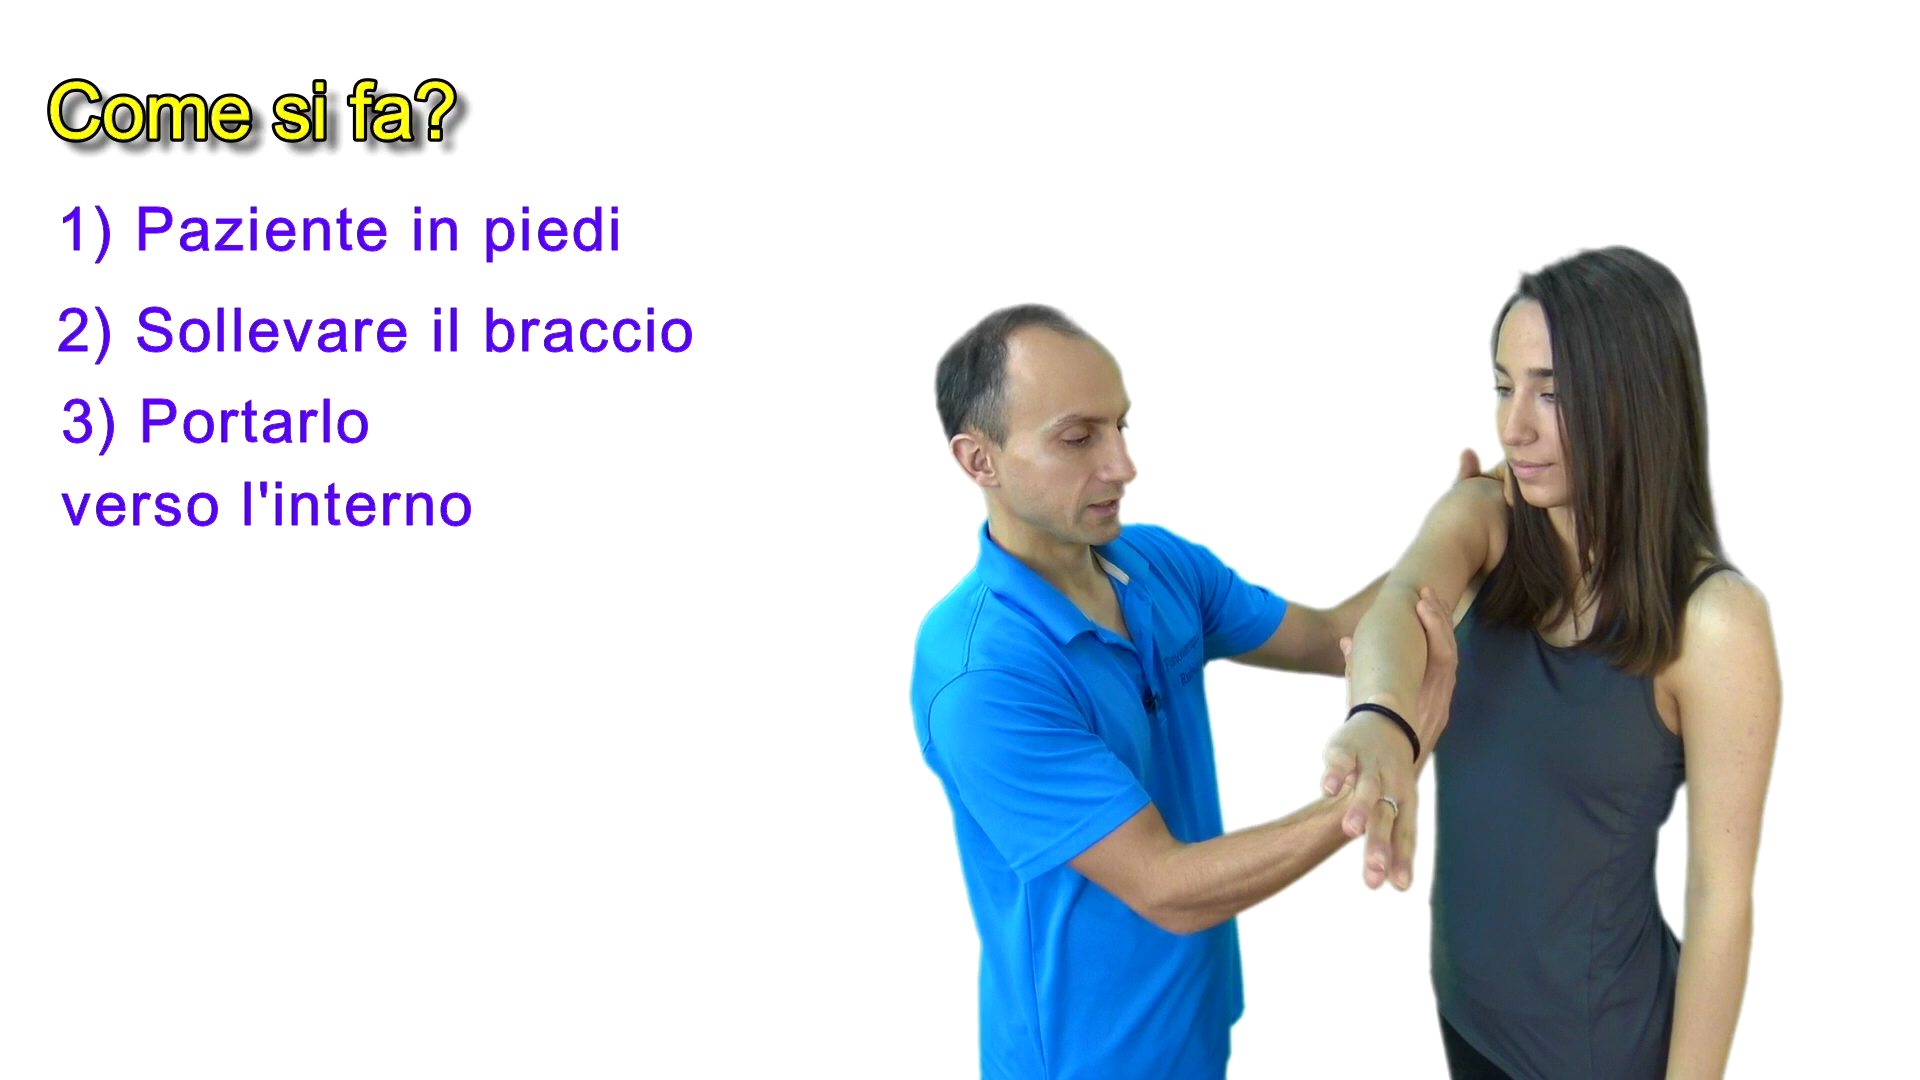 Come si fa?
1) Paziente in piedi
2) Sollevare il braccio
3) Portarlo
verso l'interno